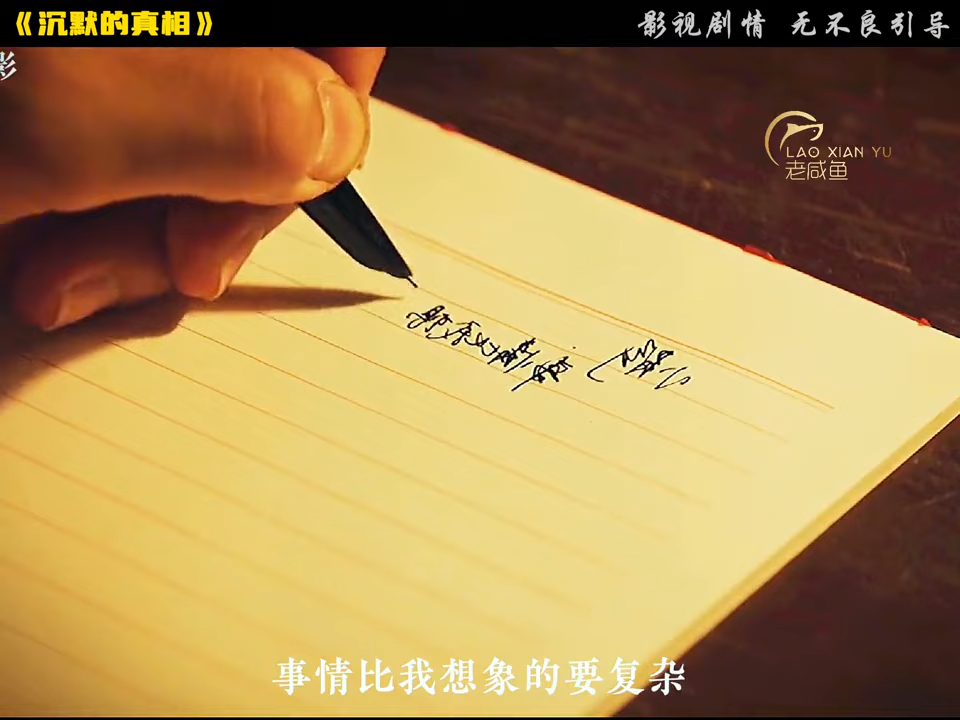 《沉默的真相》
影视剧情 无不良引导
影
LAO XIAN YU
老咸鱼
事情比我想象的要复杂